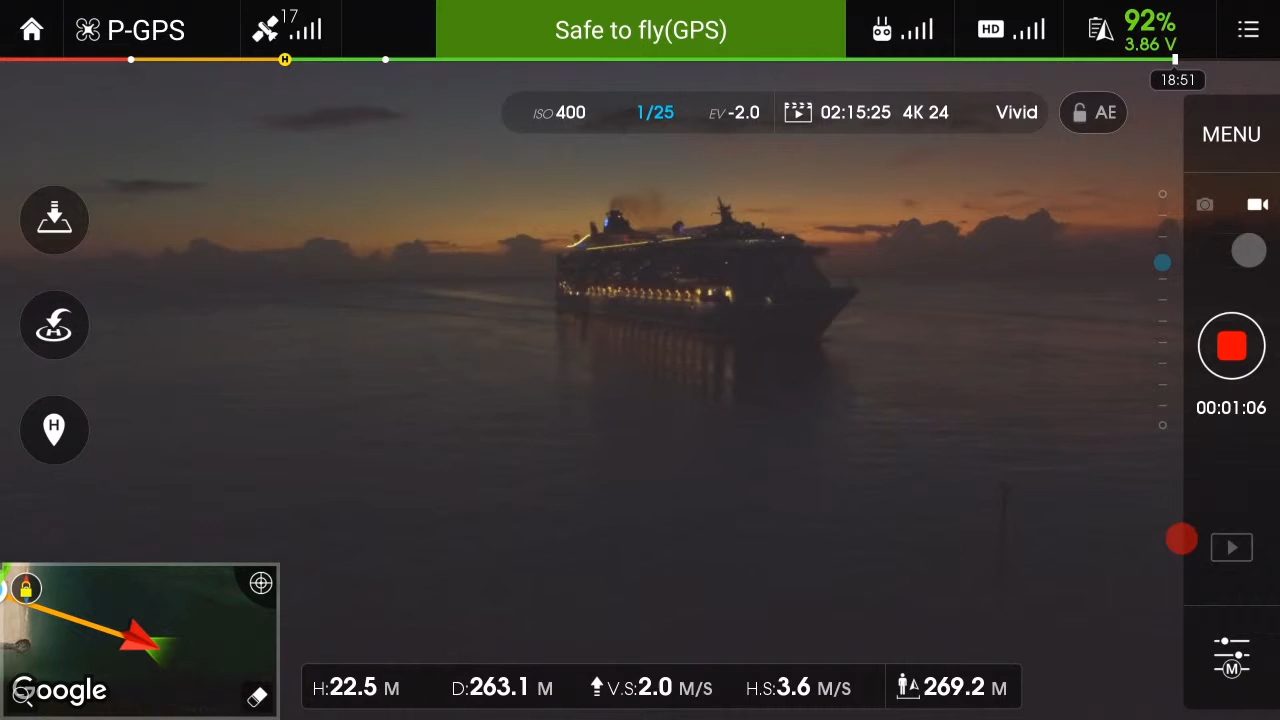 P-GPS
17
Safe to fly(GPS)
HD
92%
3.86 V
H
18:51
ISO 400 1/25 EV -2.0 02:15:25 4K 24 Vivid
AE
MENU
H
H
00:01:06
M
Google
H:22.5 M D:263.1 M V.S:2.0 M/S H.S:3.6 M/S 269.2 M